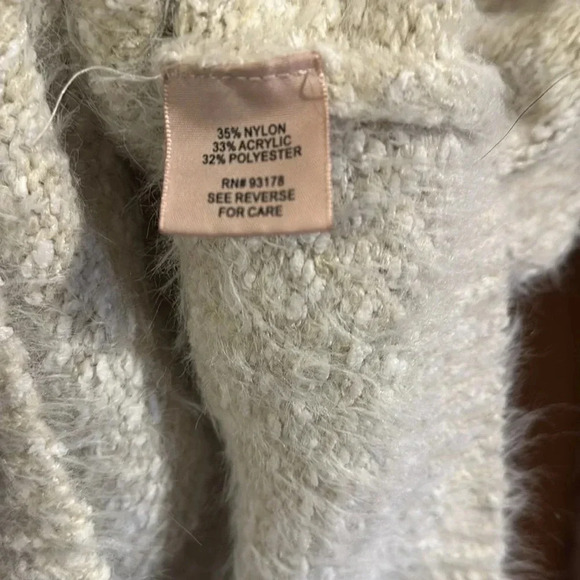 35% NYLON
33% ACRYLIC
32% POLYESTER
RN# 93178
SEE REVERSE
FOR CARE